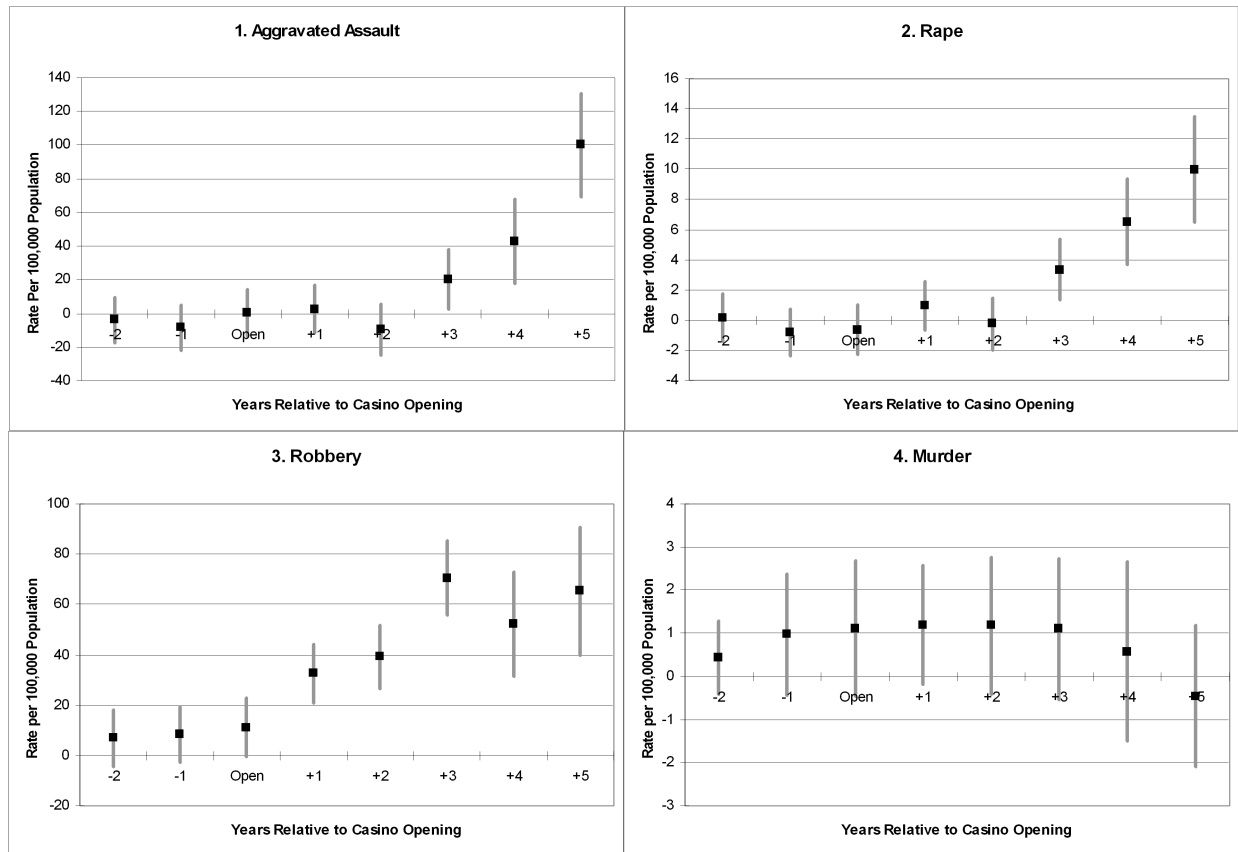 1. Aggravated Assault
Rate Per 100,000 Population
140
120
100
80
60
40
20
0
-20
-40
-2 -1 Open +1 +2 +3 +4 +5
Years Relative to Casino Opening
2. Rape
Rate per 100,000 Population
16
14
12
10
8
6
4
2
0
-2
-4
-2 -1 Open +1 +2 +3 +4 +5
Years Relative to Casino Opening
3. Robbery
Rate per 100,000 Population
100
80
60
40
20
0
-20
-2 -1 Open +1 +2 +3 +4 +5
Years Relative to Casino Opening
4. Murder
Rate per 100,000 Population
4
3
2
1
0
-1
-2
-3
-2 -1 Open +1 +2 +3 +4 +5
Years Relative to Casino Opening